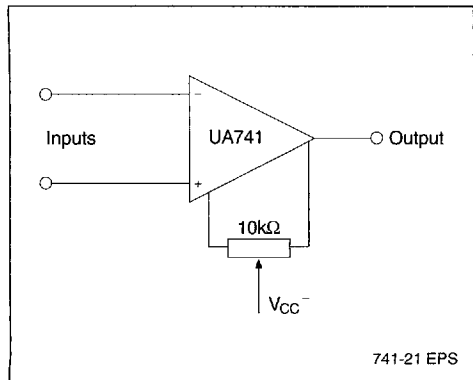 −
Inputs
UA741
Output
+
10kΩ
VCC−
741-21 EPS